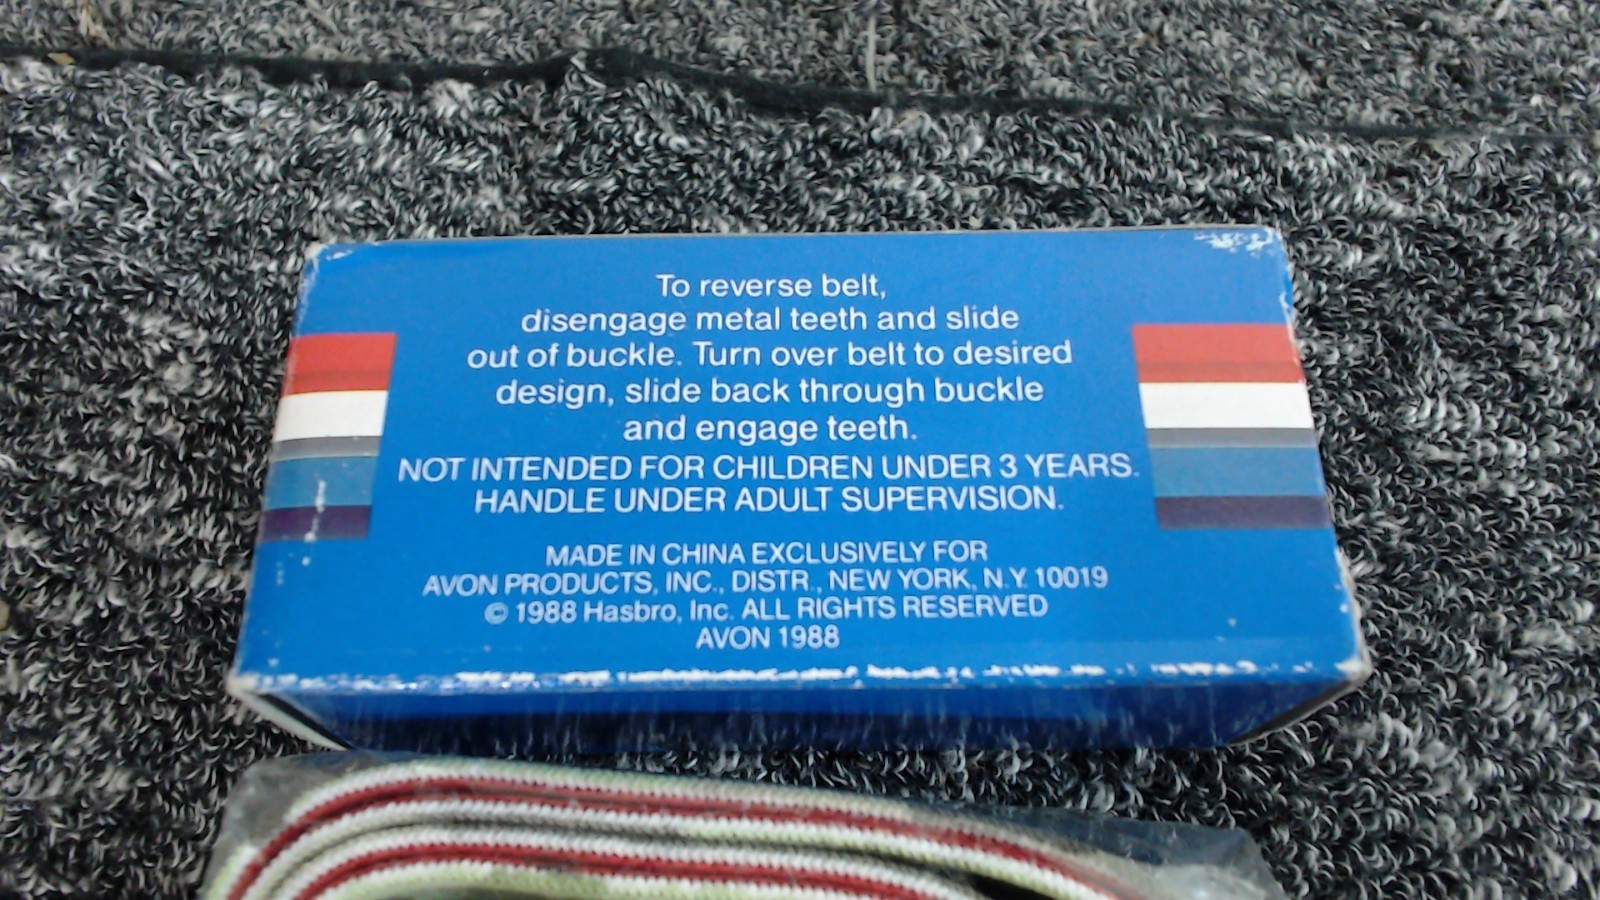 To reverse belt,
disengage metal teeth and slide
out of buckle. Turn over belt to desired
design, slide back through buckle
and engage teeth.
NOT INTENDED FOR CHILDREN UNDER 3 YEARS.
HANDLE UNDER ADULT SUPERVISION.
MADE IN CHINA EXCLUSIVELY FOR
AVON PRODUCTS, INC., DISTR., NEW YORK, N.Y. 10019
© 1988 Hasbro, Inc. ALL RIGHTS RESERVED
AVON 1988